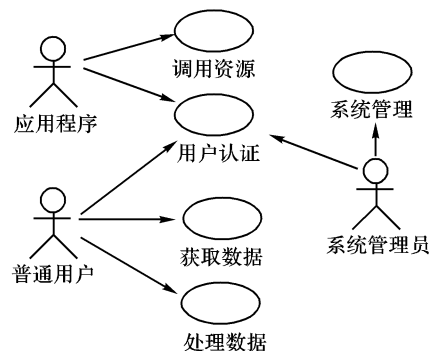 调用资源
应用程序
系统管理
用户认证
系统管理员
获取数据
普通用户
处理数据